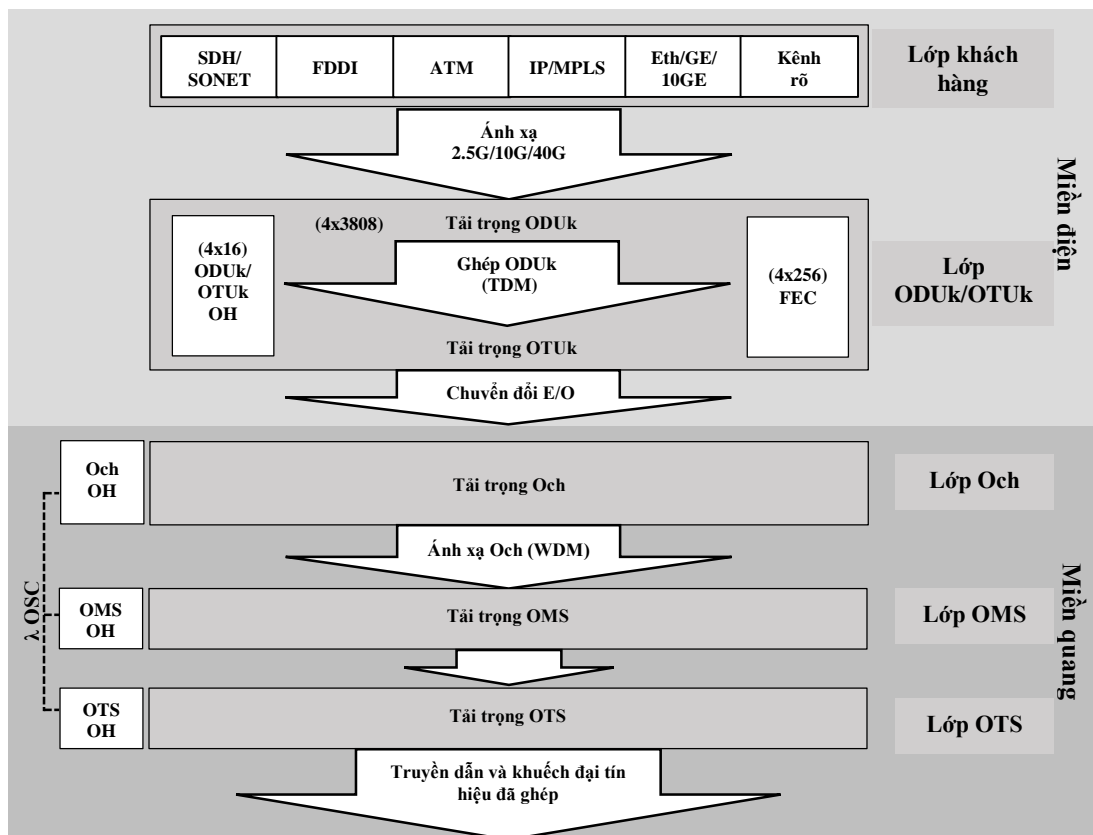 SDH/
SONET
FDDI
ATM
IP/MPLS
Eth/GE/
10GE
Kênh
rõ
Lớp khách
hàng
Ánh xạ
2.5G/10G/40G
Miền điện
(4x16)
ODUk/
OTUk
OH
(4x3808)
Tải trọng ODUk
Ghép ODUk
(TDM)
(4x256)
FEC
Tải trọng OTUk
Lớp
ODUk/OTUk
Chuyển đổi E/O
Och
OH
Tải trọng Och
Lớp Och
Ánh xạ Och (WDM)
λ OSC
OMS
OH
Tải trọng OMS
Lớp OMS
Miền quang
OTS
OH
Tải trọng OTS
Lớp OTS
Truyền dẫn và khuếch đại tín
hiệu đã ghép